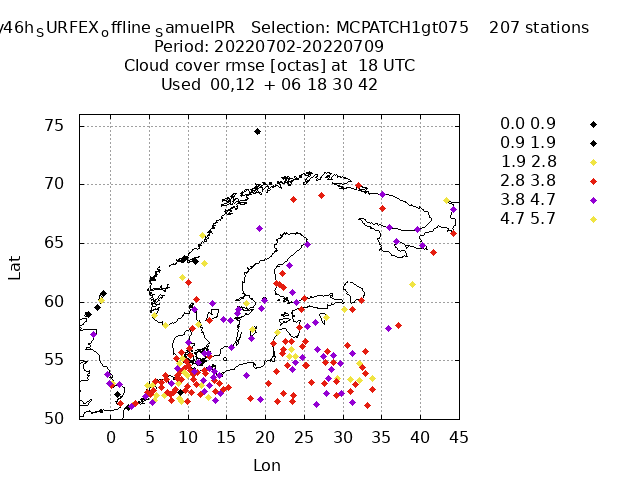 y46hsURFEXoffline samuelPR Selection: MCPATCH1gt075 207 stations
Period: 20220702-20220709
Cloud cover rmse [octas] at 18 UTC
Used 00,12 + 06 18 30 42
75
70
65
60
55
50
Lat
0 5 10 15 20 25 30 35 40 45
Lon
0.0 0.9
0.9 1.9
1.9 2.8
2.8 3.8
3.8 4.7
4.7 5.7